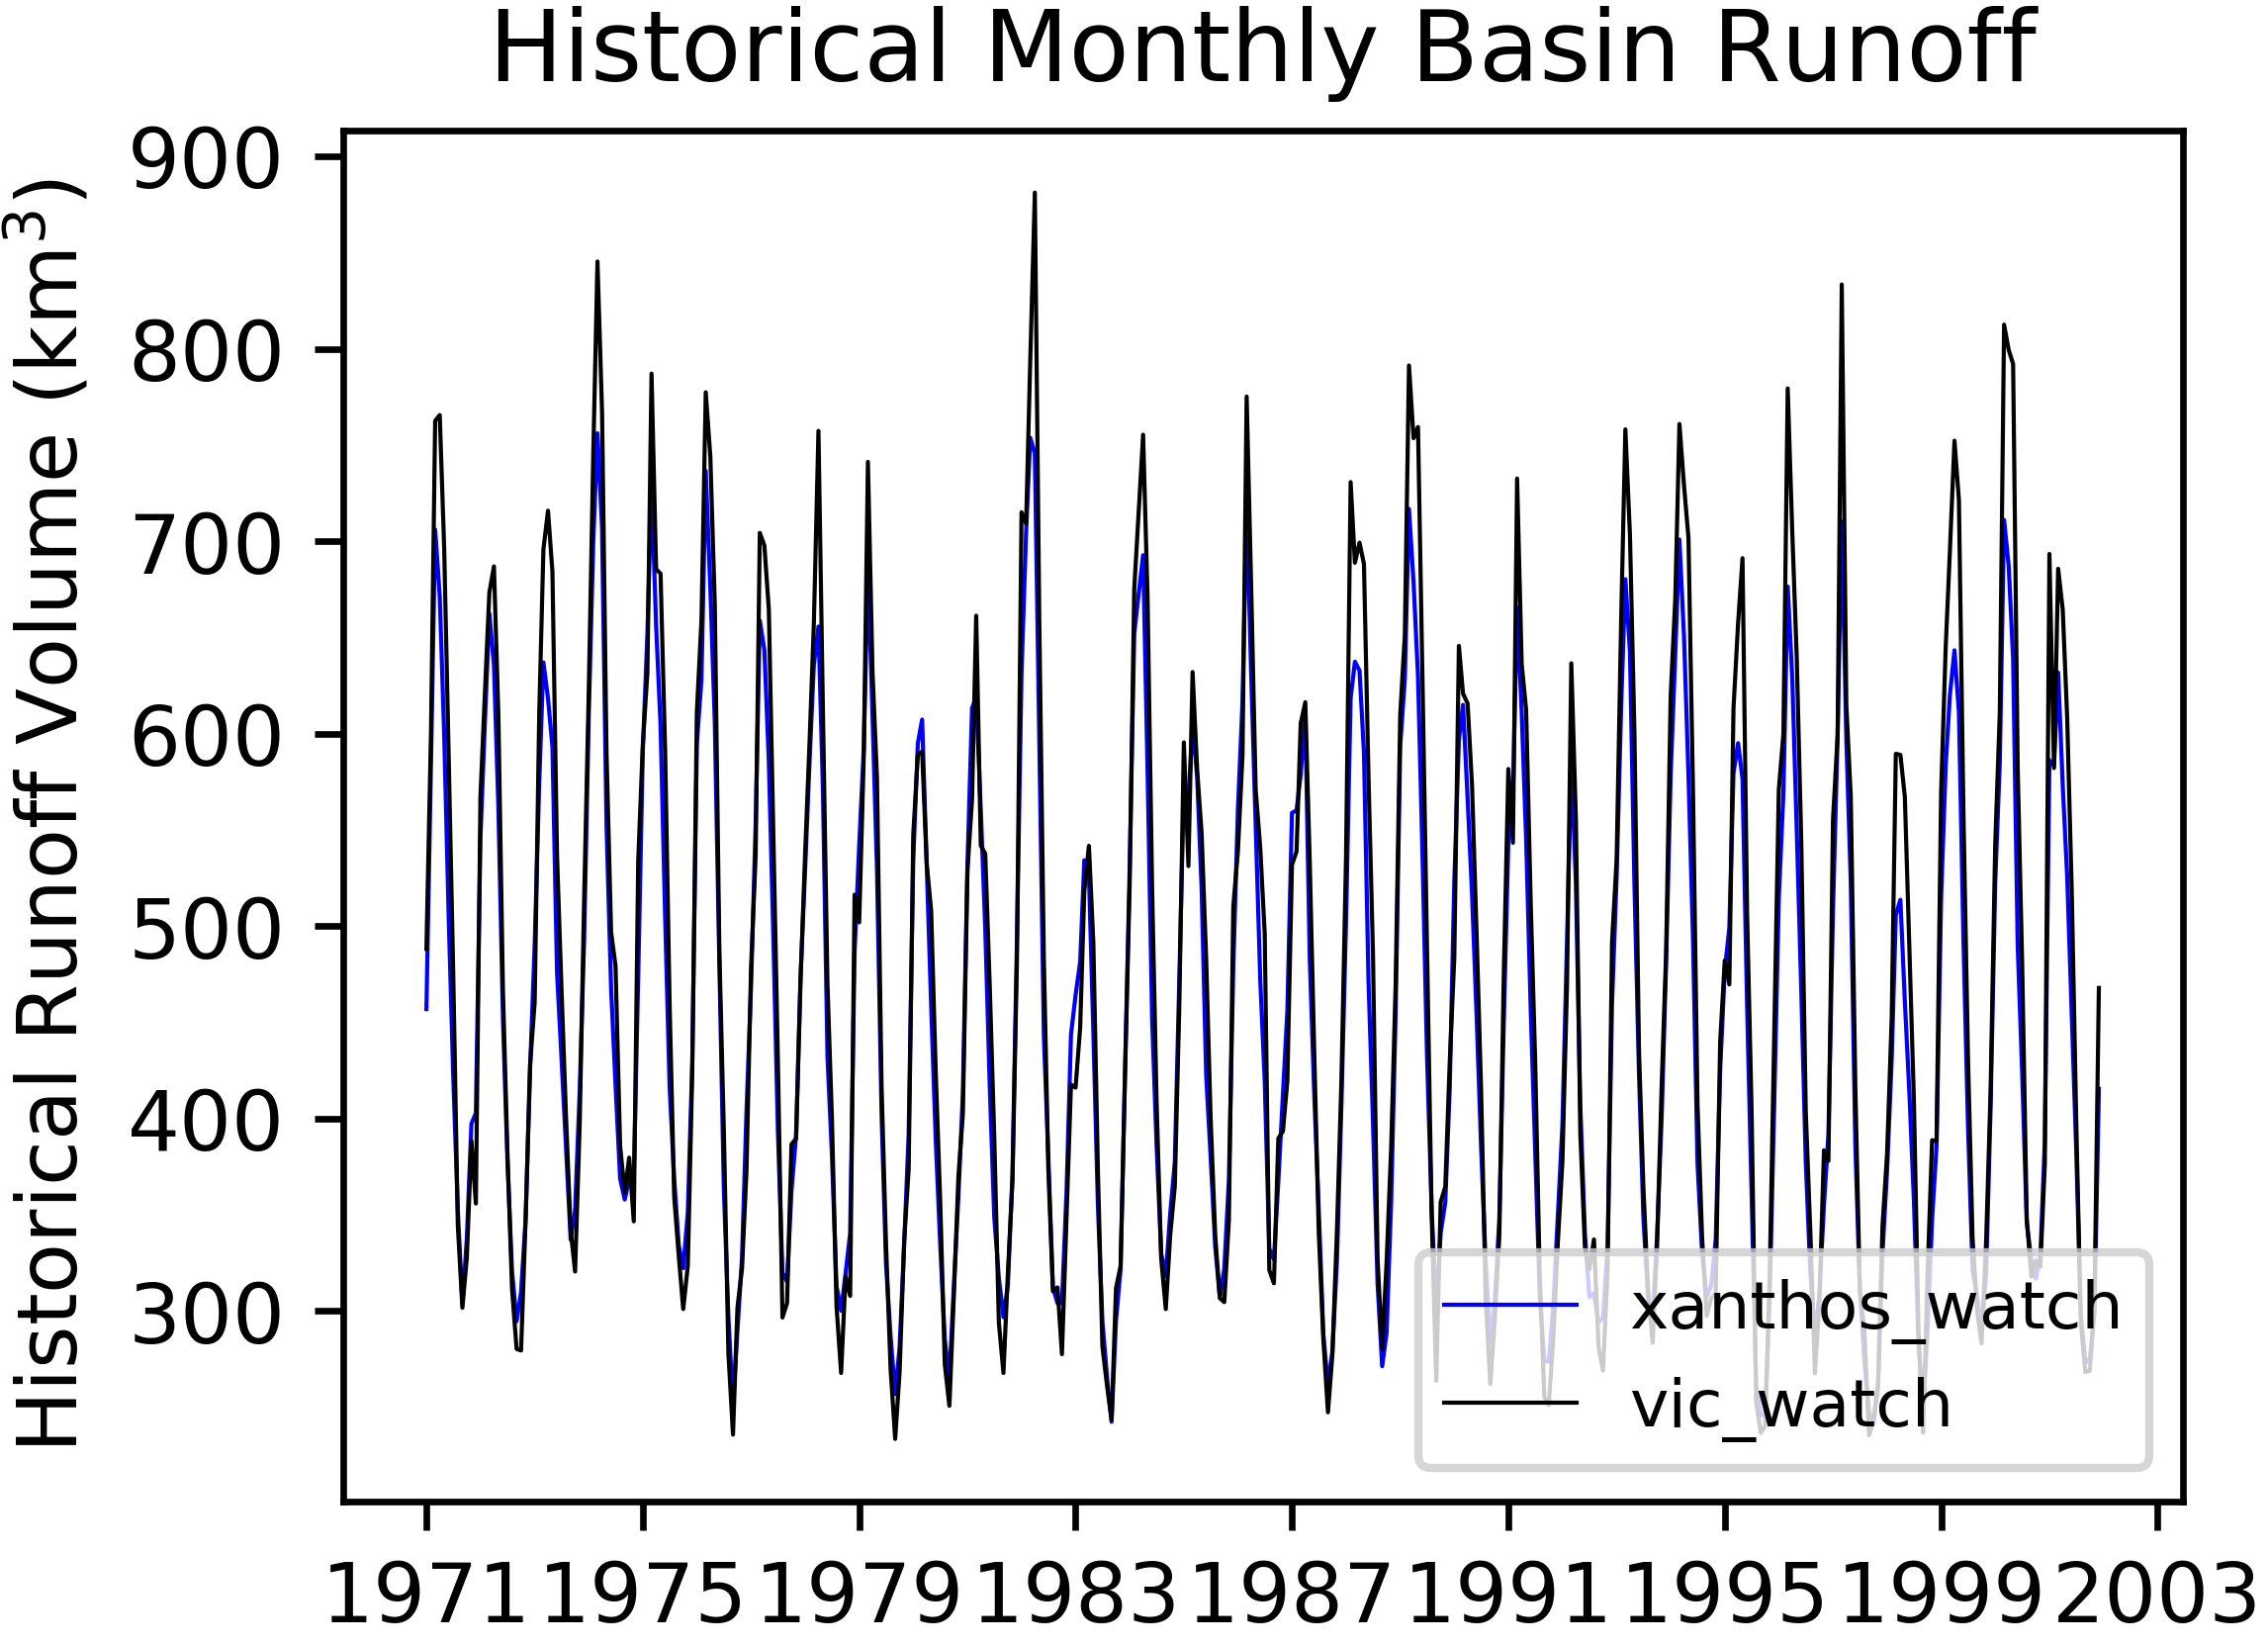 Historical Monthly Basin Runoff
Historical Runoff Volume (km³)
900
800
700
600
500
400
300
xanthos_watch
vic_watch
1971 1975 1979 1983 1987 1991 1995 1999 2003